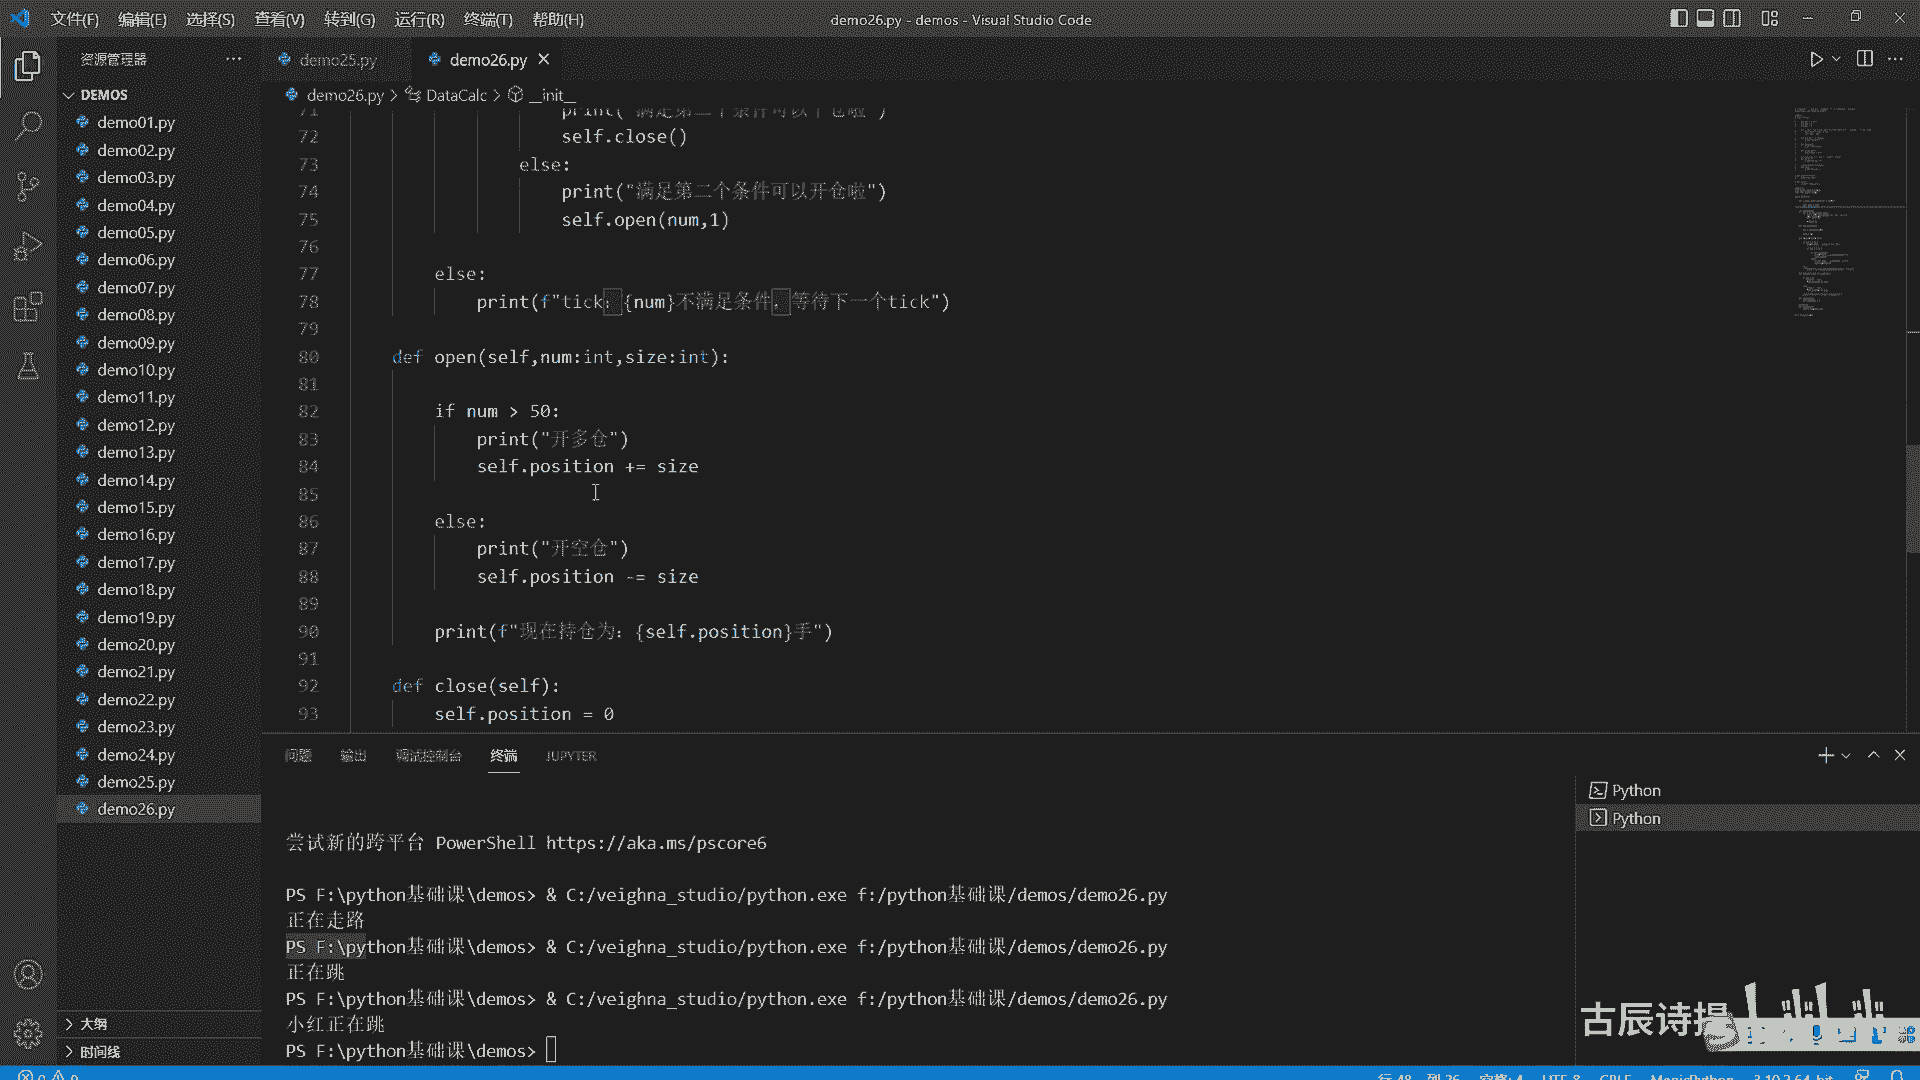 文件(F) 编辑(E) 选择(S) 查看(V) 转到(G) 运行(R) 终端(T) 帮助(H)
demo26.py - demos - Visual Studio Code
资源管理器
DEMOS
demo01.py
demo02.py
demo03.py
demo04.py
demo05.py
demo06.py
demo07.py
demo08.py
demo09.py
demo10.py
demo11.py
demo12.py
demo13.py
demo14.py
demo15.py
demo16.py
demo17.py
demo18.py
demo19.py
demo20.py
demo21.py
demo22.py
demo23.py
demo24.py
demo25.py
demo26.py
大纲
时间线
demo25.py demo26.py
demo26.py > DataCalc > __init__
71 print("满足第二个条件可以平仓啦")
72 self.close()
73 else:
74 print("满足第二个条件可以开仓啦")
75 self.open(num,1)
76
77 else:
78 print(f"tick：{num}不满足条件，等待下一个tick")
79
80 def open(self,num:int,size:int):
81
82 if num > 50:
83 print("开多仓")
84 self.position += size
85
86 else:
87 print("开空仓")
88 self.position -= size
89
90 print(f"现在持仓为: {self.position}手")
91
92 def close(self):
93 self.position = 0
问题 输出 调试控制台 终端 JUPYTER
尝试新的跨平台 PowerShell https://aka.ms/pscore6
PS F:\python基础课\demos> & C:/veighna_studio/python.exe f:/python基础课/demos/demo26.py
正在走路
PS F:\python基础课\demos> & C:/veighna_studio/python.exe f:/python基础课/demos/demo26.py
正在跳
PS F:\python基础课\demos> & C:/veighna_studio/python.exe f:/python基础课/demos/demo26.py
小红正在跳
PS F:\python基础课\demos>
Python
Python
古辰诗提